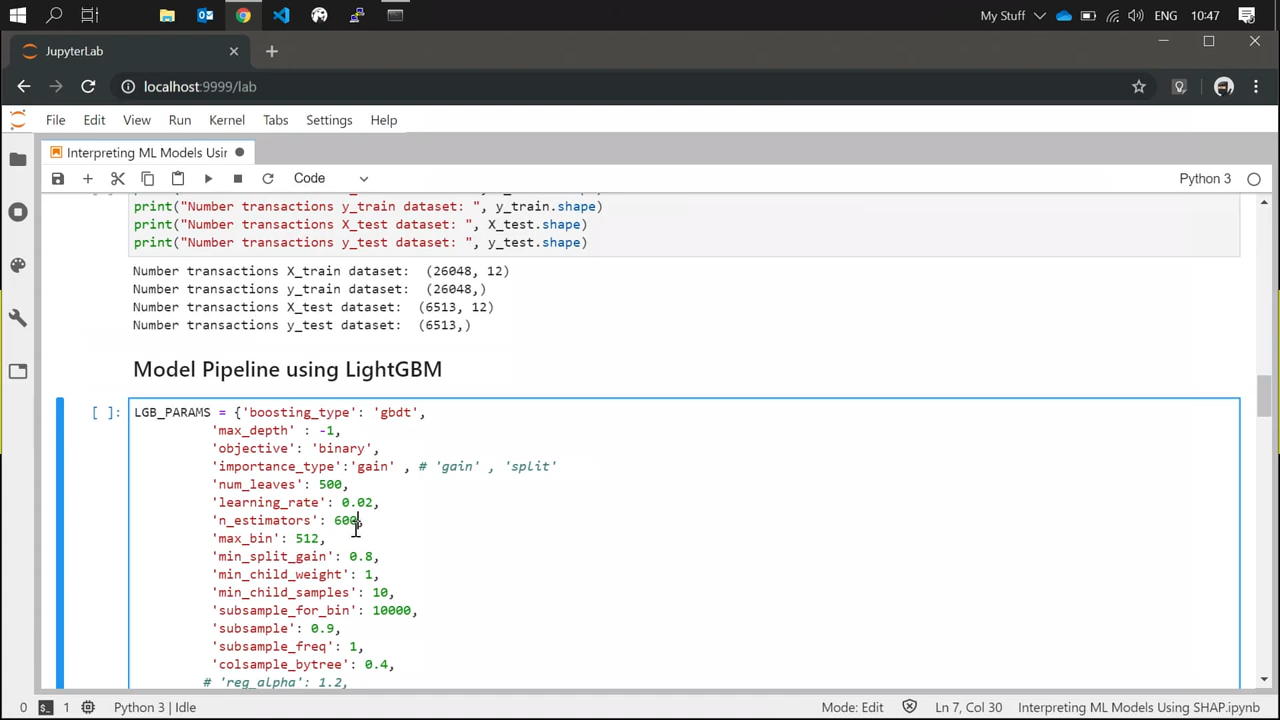 My Stuff ENG 10:47
JupyterLab
localhost:9999/lab
File Edit View Run Kernel Tabs Settings Help
Interpreting ML Models Usin
Code Python 3
print("Number transactions y_train dataset: ", y_train.shape)
print("Number transactions X_test dataset: ", X_test.shape)
print("Number transactions y_test dataset: ", y_test.shape)
Number transactions X_train dataset: (26048, 12)
Number transactions y_train dataset: (26048,)
Number transactions X_test dataset: (6513, 12)
Number transactions y_test dataset: (6513,)
Model Pipeline using LightGBM
[ ]: LGB_PARAMS = {'boosting_type': 'gbdt',
'max_depth' : -1,
'objective': 'binary',
'importance_type':'gain' , # 'gain' , 'split'
'num_leaves': 500,
'learning_rate': 0.02,
'n_estimators': 600,
'max_bin': 512,
'min_split_gain': 0.8,
'min_child_weight': 1,
'min_child_samples': 10,
'subsample_for_bin': 10000,
'subsample': 0.9,
'subsample_freq': 1,
'colsample_bytree': 0.4,
# 'reg_alpha': 1.2,
0 1 Python 3 | Idle Mode: Edit Ln 7, Col 30 Interpreting ML Models Using SHAP.ipynb